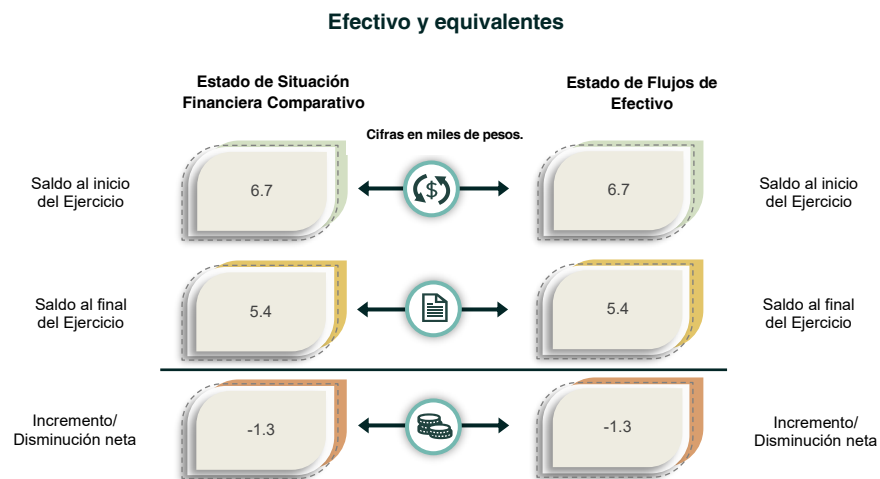 Efectivo y equivalentes
Estado de Situación
Financiera Comparativo
Estado de Flujos de
Efectivo
Cifras en miles de pesos.
Saldo al inicio
del Ejercicio
6.7
$
6.7
Saldo al inicio
del Ejercicio
Saldo al final
del Ejercicio
5.4
5.4
Saldo al final
del Ejercicio
Incremento/
Disminución neta
-1.3
-1.3
Incremento/
Disminución neta